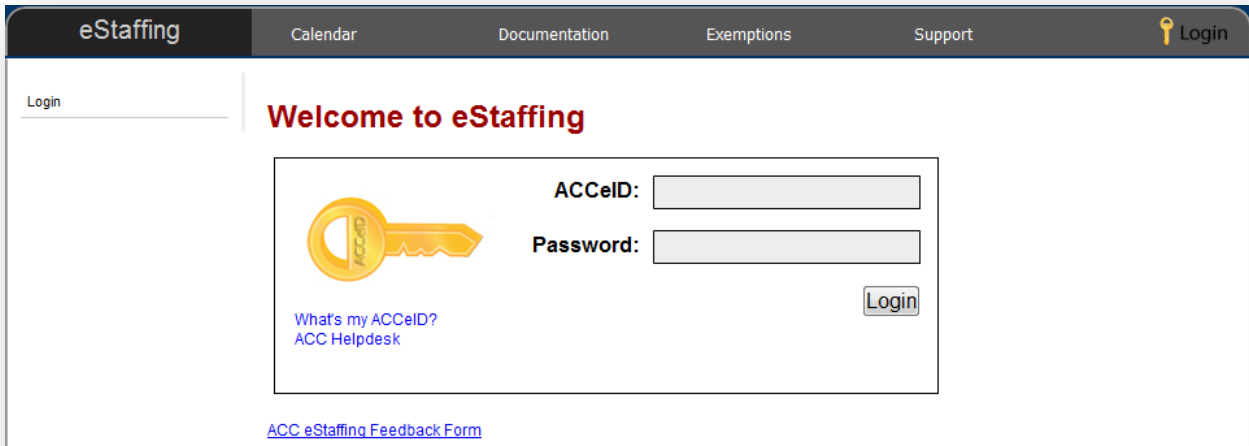 eStaffing Calendar Documentation Exemptions Support Login
Login
Welcome to eStaffing
ACCeID:
ACCeID
Password:
Login
What's my ACCeID?
ACC Helpdesk
ACC eStaffing Feedback Form